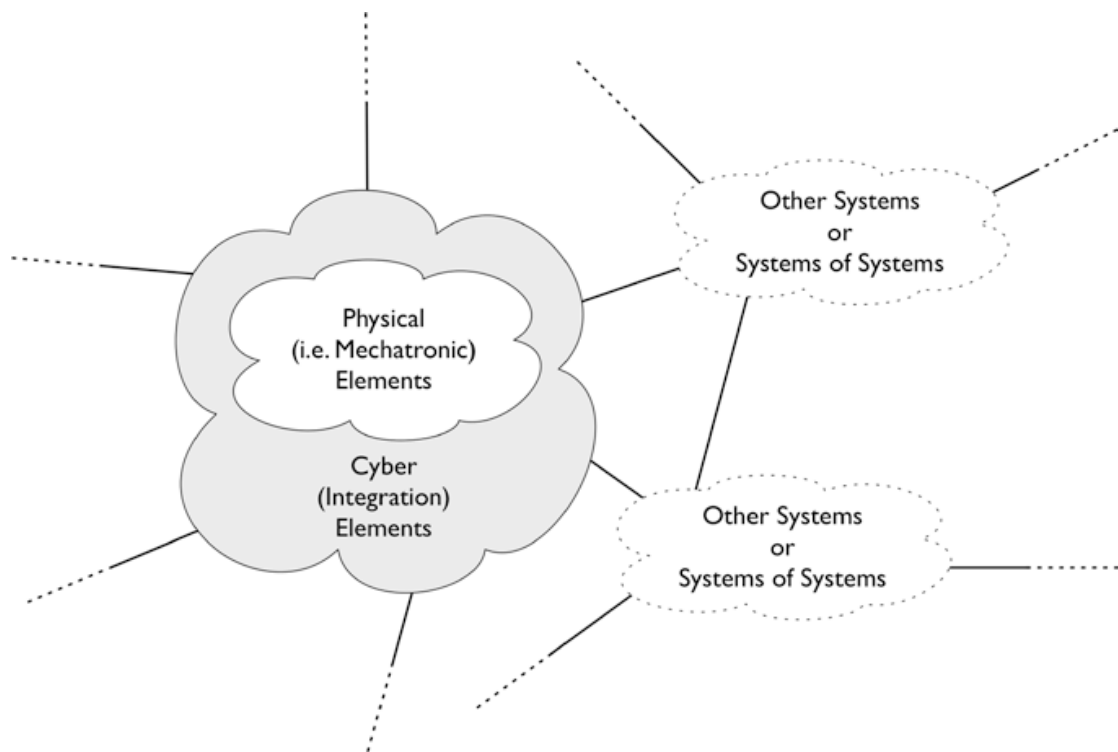 Physical
(i.e. Mechatronic)
Elements
Cyber
(Integration)
Elements
Other Systems
or
Systems of Systems
Other Systems
or
Systems of Systems